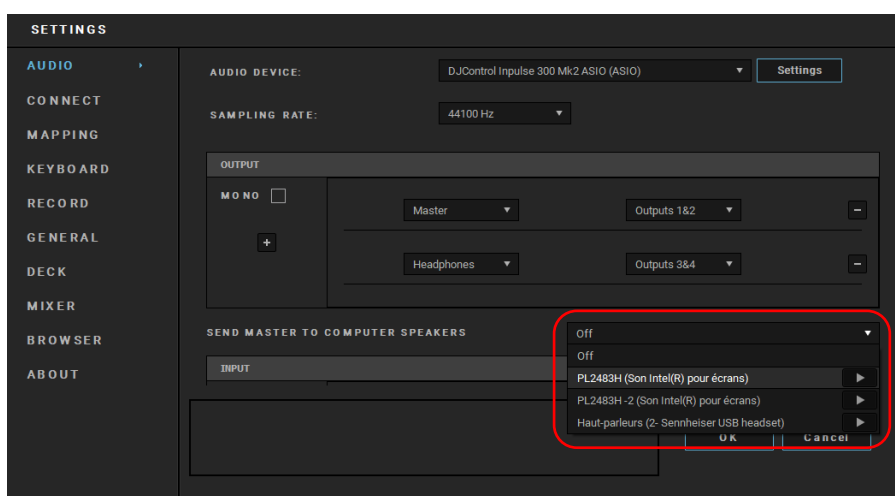 SETTINGS
AUDIO
CONNECT
MAPPING
KEYBOARD
RECORD
GENERAL
DECK
MIXER
BROWSER
ABOUT
AUDIO DEVICE: DJControl Inpulse 300 Mk2 ASIO (ASIO) Settings
SAMPLING RATE: 44100 Hz
OUTPUT
MONO
+
Master Outputs 1&2 −
Headphones Outputs 3&4 −
SEND MASTER TO COMPUTER SPEAKERS Off
Off
INPUT
PL2483H (Son Intel(R) pour écrans)
PL2483H -2 (Son Intel(R) pour écrans)
Haut-parleurs (2- Sennheiser USB headset)
OK Cancel